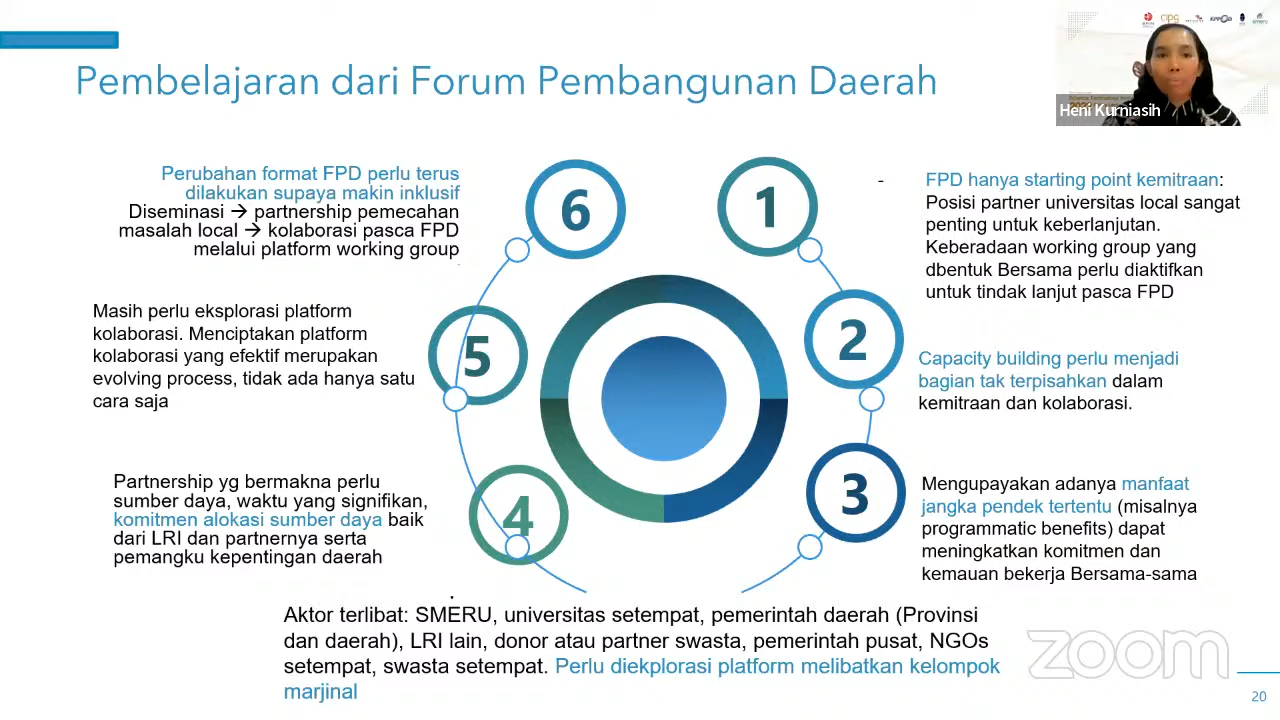 Pembelajaran dari Forum Pembangunan Daerah
Heni Kurniasih
1
FPD hanya starting point kemitraan:
Posisi partner universitas local sangat
penting untuk keberlanjutan.
Keberadaan working group yang
dbentuk Bersama perlu diaktifkan
untuk tindak lanjut pasca FPD
2
Capacity building perlu menjadi
bagian tak terpisahkan dalam
kemitraan dan kolaborasi.
3
Mengupayakan adanya manfaat
jangka pendek tertentu (misalnya
programmatic benefits) dapat
meningkatkan komitmen dan
kemauan bekerja Bersama-sama
4
Partnership yg bermakna perlu
sumber daya, waktu yang signifikan,
komitmen alokasi sumber daya baik
dari LRI dan partnernya serta
pemangku kepentingan daerah
5
Masih perlu eksplorasi platform
kolaborasi. Menciptakan platform
kolaborasi yang efektif merupakan
evolving process, tidak ada hanya satu
cara saja
6
Perubahan format FPD perlu terus
dilakukan supaya makin inklusif
Diseminasi → partnership pemecahan
masalah local → kolaborasi pasca FPD
melalui platform working group
Aktor terlibat: SMERU, universitas setempat, pemerintah daerah (Provinsi
dan daerah), LRI lain, donor atau partner swasta, pemerintah pusat, NGOs
setempat, swasta setempat. Perlu diekplorasi platform melibatkan kelompok
marjinal
zoom
20